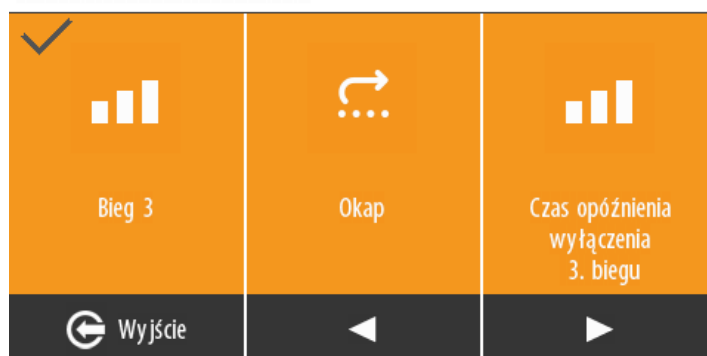 Bieg 3
Okap
Czas opóźnienia
wyłączenia
3. biegu
Wyjście